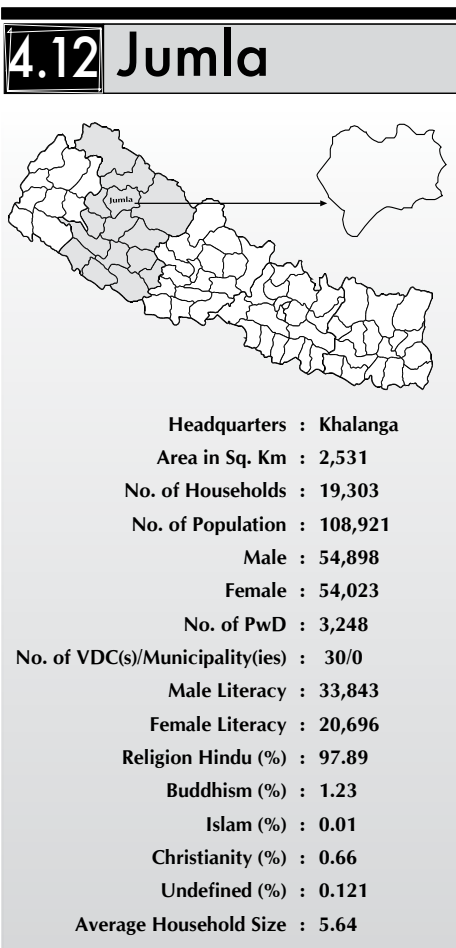 4.12 Jumla
Jumla
Headquarters : Khalanga
Area in Sq. Km : 2,531
No. of Households : 19,303
No. of Population : 108,921
Male : 54,898
Female : 54,023
No. of PwD : 3,248
No. of VDC(s)/Municipality(ies) : 30/0
Male Literacy : 33,843
Female Literacy : 20,696
Religion Hindu (%) : 97.89
Buddhism (%) : 1.23
Islam (%) : 0.01
Christianity (%) : 0.66
Undefined (%) : 0.121
Average Household Size : 5.64